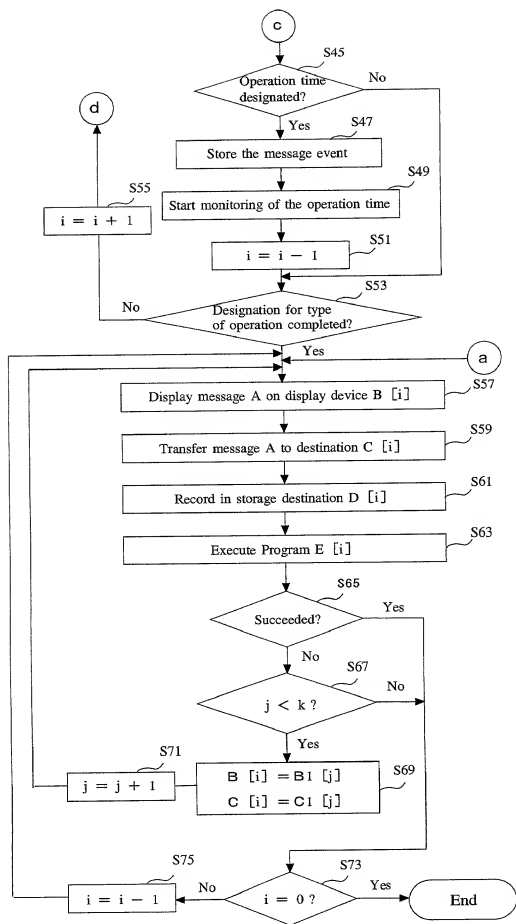 c
S45
Operation time
designated?
No
d
Yes
S47
Store the message event
S49
Start monitoring of the operation time
S55
i = i + 1
S51
i = i - 1
S53
No
Designation for type
of operation completed?
Yes
a
S57
Display message A on display device B [i]
S59
Transfer message A to destination C [i]
S61
Record in storage destination D [i]
S63
Execute Program E [i]
S65
Succeeded?
Yes
No
S67
j < k ?
No
Yes
S71
j = j + 1
S69
B [i] = B1 [j]
C [i] = C1 [j]
S75
i = i - 1
No
S73
i = 0 ?
Yes
End